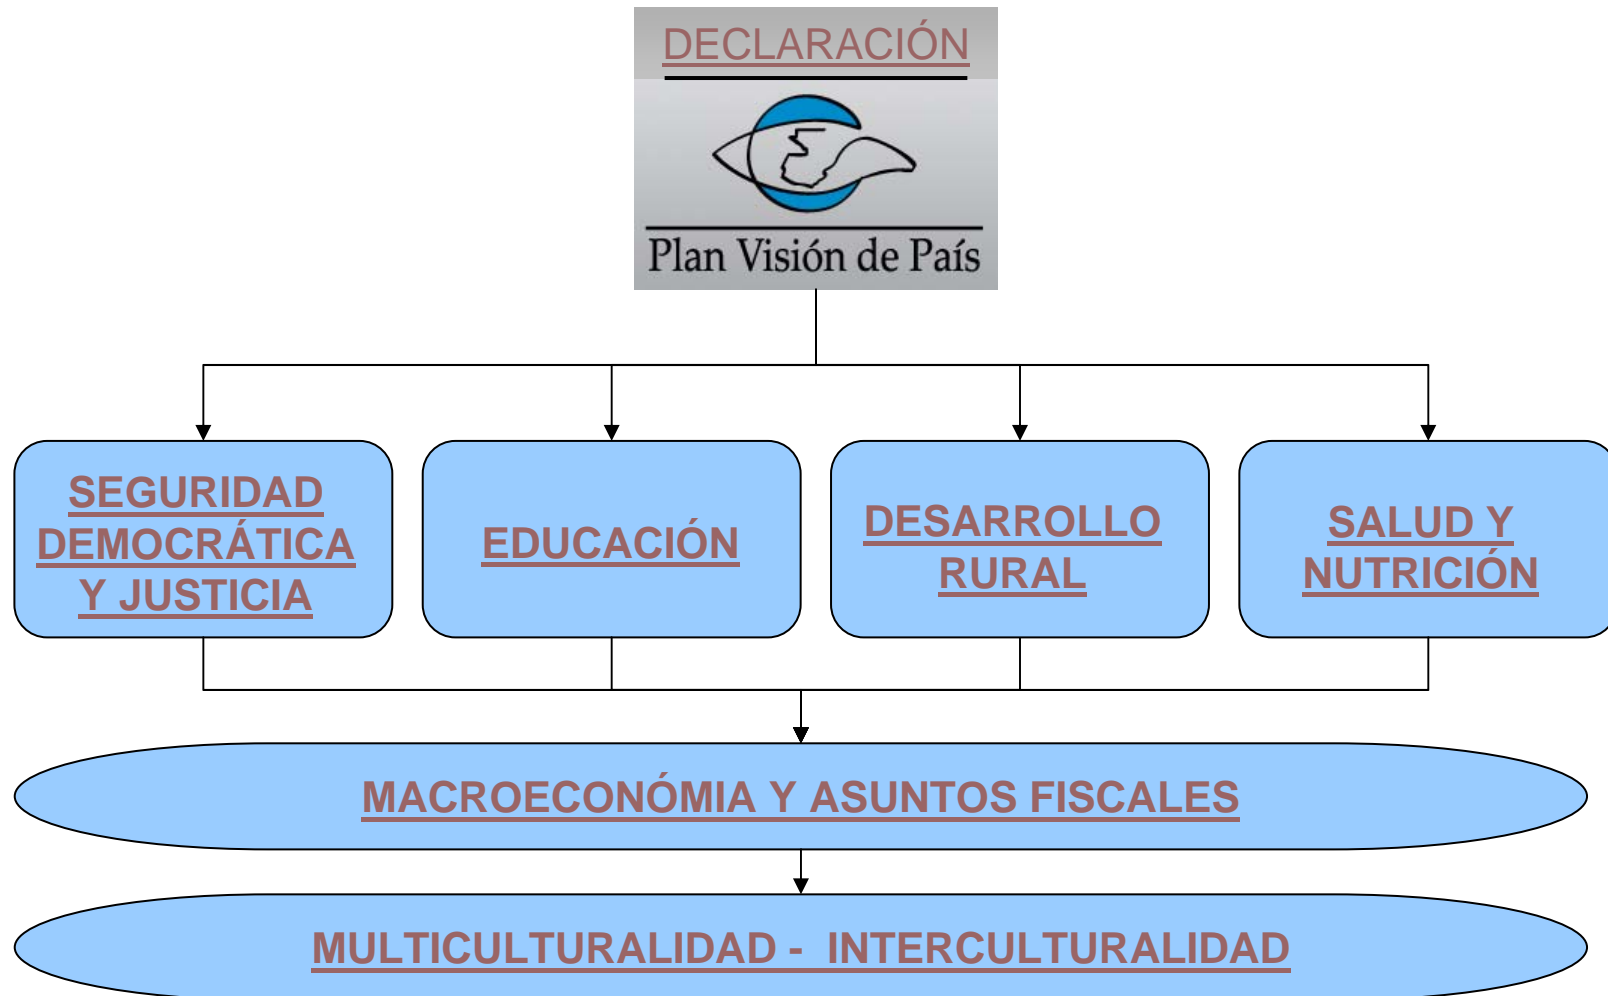 DECLARACIÓN
Plan Visión de País
SEGURIDAD
DEMOCRÁTICA
Y JUSTICIA
EDUCACIÓN
DESARROLLO
RURAL
SALUD Y
NUTRICIÓN
MACROECONÓMIA Y ASUNTOS FISCALES
MULTICULTURALIDAD - INTERCULTURALIDAD